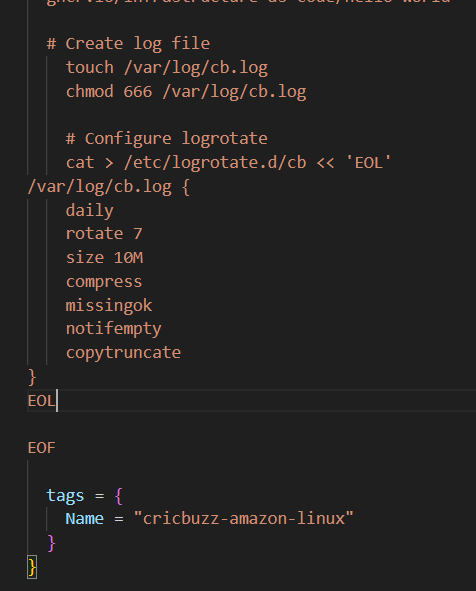 # Create log file
touch /var/log/cb.log
chmod 666 /var/log/cb.log
# Configure logrotate
cat > /etc/logrotate.d/cb << 'EOL'
/var/log/cb.log {
daily
rotate 7
size 10M
compress
missingok
notifempty
copytruncate
}
EOL
EOF
tags = {
Name = "cricbuzz-amazon-linux"
}
}